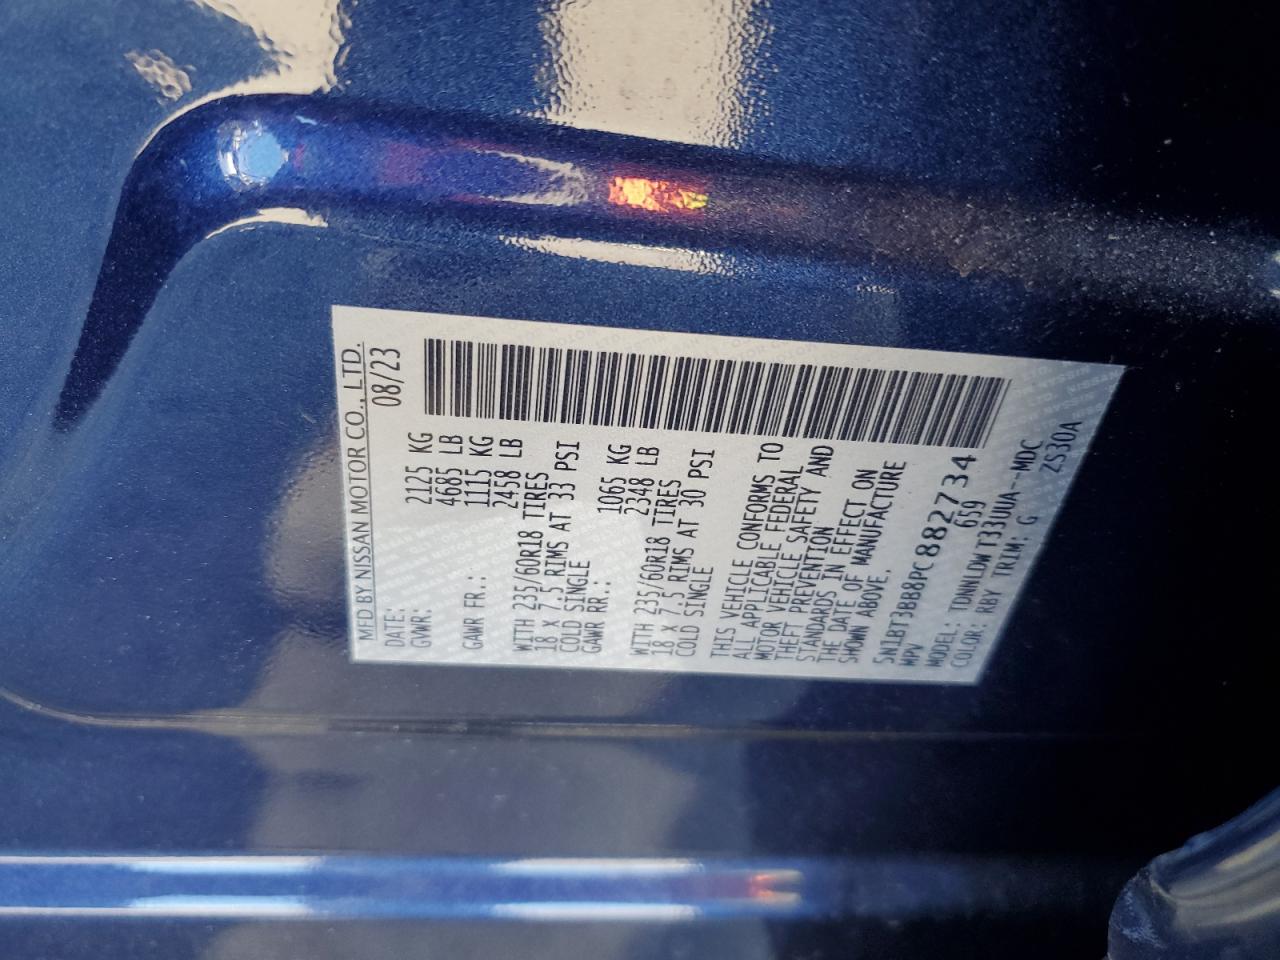 MFD BY NISSAN MOTOR CO., LTD.
DATE: 08/23
GVWR: 2125 KG
4685 LB
GAWR FR.: 1115 KG
2458 LB
WITH 235/60R18 TIRES
18 X 7.5 RIMS AT 33 PSI
COLD SINGLE
GAWR RR.: 1065 KG
2348 LB
WITH 235/60R18 TIRES
18 X 7.5 RIMS AT 30 PSI
COLD SINGLE
THIS VEHICLE CONFORMS TO
ALL APPLICABLE FEDERAL
MOTOR VEHICLE SAFETY AND
THEFT PREVENTION
STANDARDS IN EFFECT ON
THE DATE OF MANUFACTURE
SHOWN ABOVE.
5N1BT3BB8PC882734
MPV 659
MODEL: TDNNLDWT33UUA--MDC
COLOR: RBY TRIM: G ZS30A